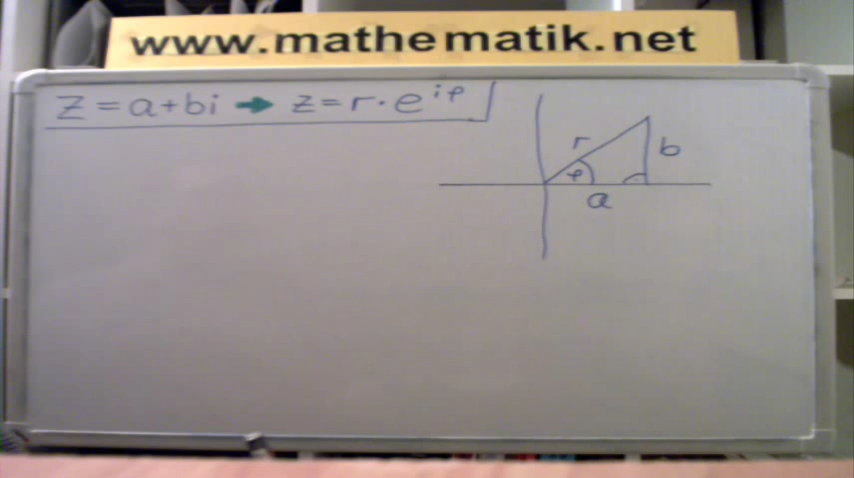 www.mathematik.net
z = a + bi ➡ z = r · e^{iφ}
r
b
φ
a